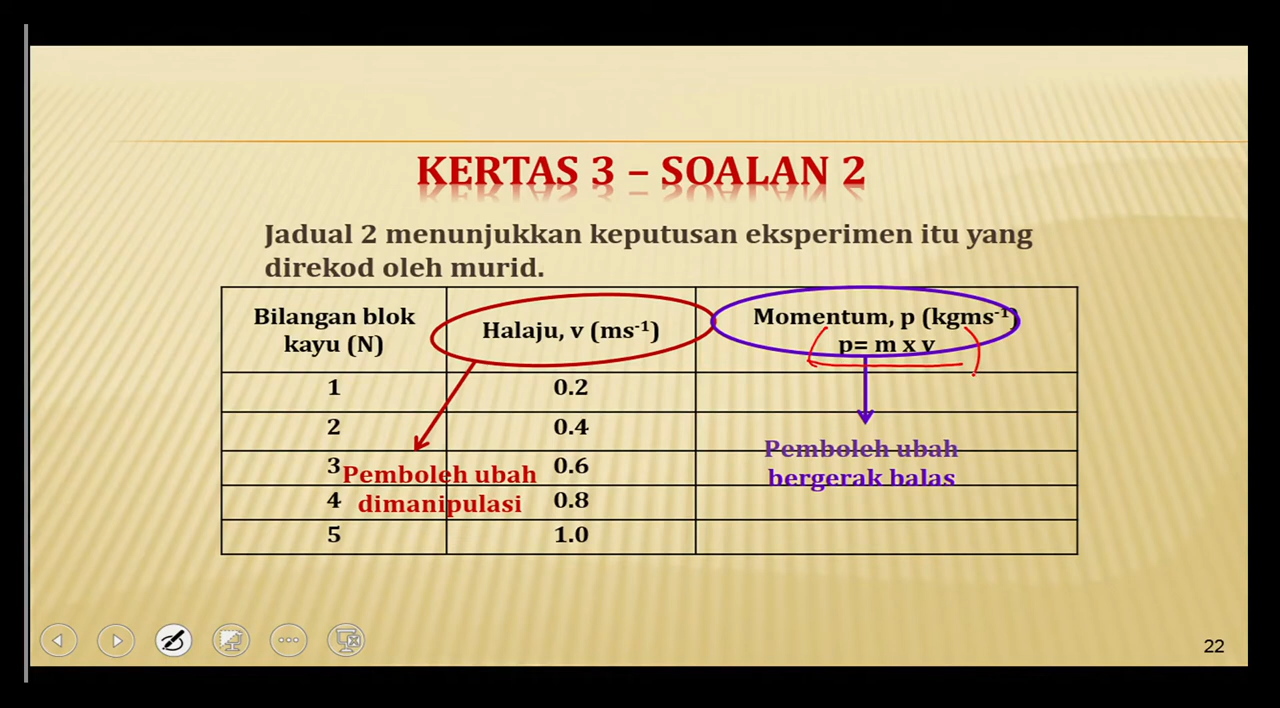 KERTAS 3 – SOALAN 2
Jadual 2 menunjukkan keputusan eksperimen itu yang
direkod oleh murid.
Bilangan blok
kayu (N)
Halaju, v (ms⁻¹)
Momentum, p (kgms⁻¹)
p= m x v
1
0.2
2
0.4
3
0.6
4
0.8
5
1.0
Pemboleh ubah
dimanipulasi
Pemboleh ubah
bergerak balas
22